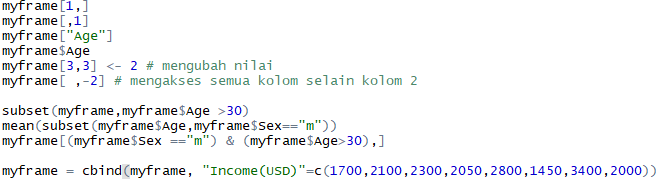 myframe[1,]
myframe[,1]
myframe["Age"]
myframe$Age
myframe[3,3] <- 2 # mengubah nilai
myframe[ ,-2] # mengakses semua kolom selain kolom 2
subset(myframe,myframe$Age >30)
mean(subset(myframe$Age,myframe$Sex=="m"))
myframe[(myframe$Sex =="m") & (myframe$Age>30),]
myframe = cbind(myframe, "Income(USD)"=c(1700,2100,2300,2050,2800,1450,3400,2000))